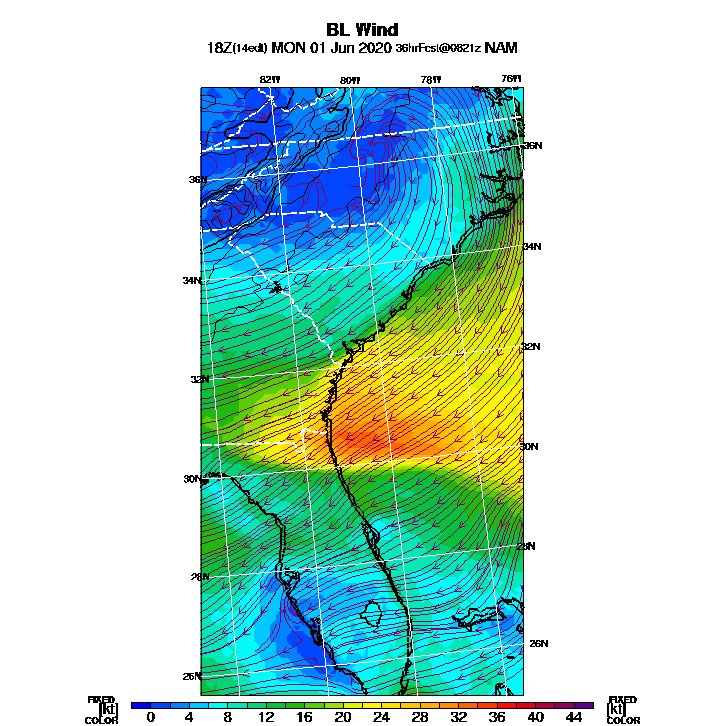 BL Wind
18Z(14edt) MON 01 Jun 2020 36hrFcst@0821z NAM
82W 80W 78W 76W
36N
36N
34N
34N
32N
32N
30N
30N
28N
28N
26N
26N
FIXED FIXED
[kt] 0 4 8 12 16 20 24 28 32 36 40 44 [kt]
COLOR COLOR